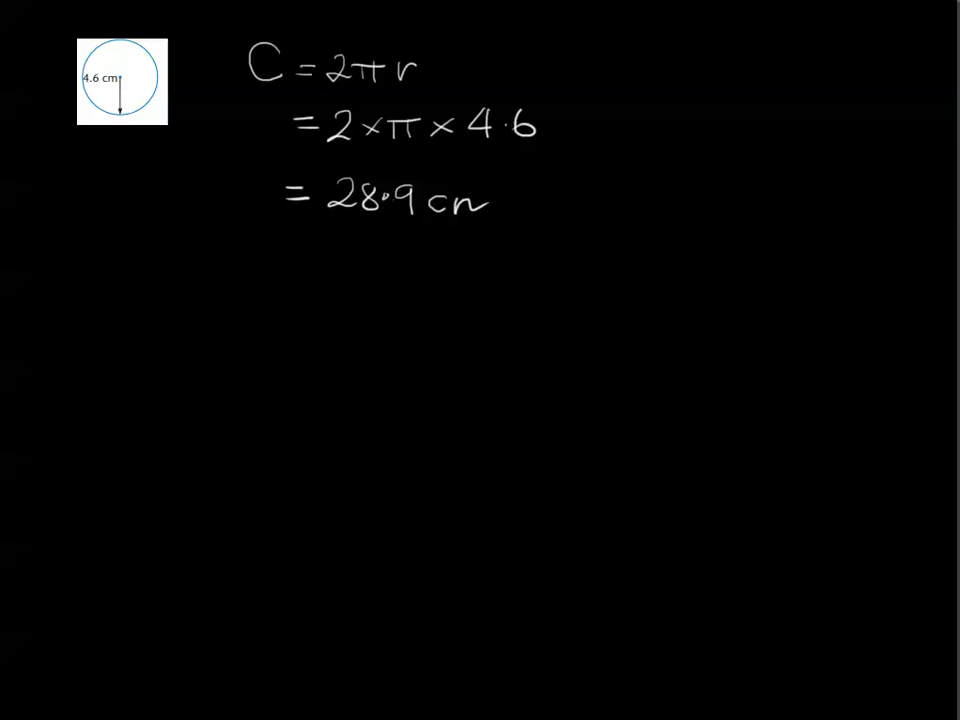 4.6 cm
C = 2πr
= 2 × π × 4.6
= 28.9 cm